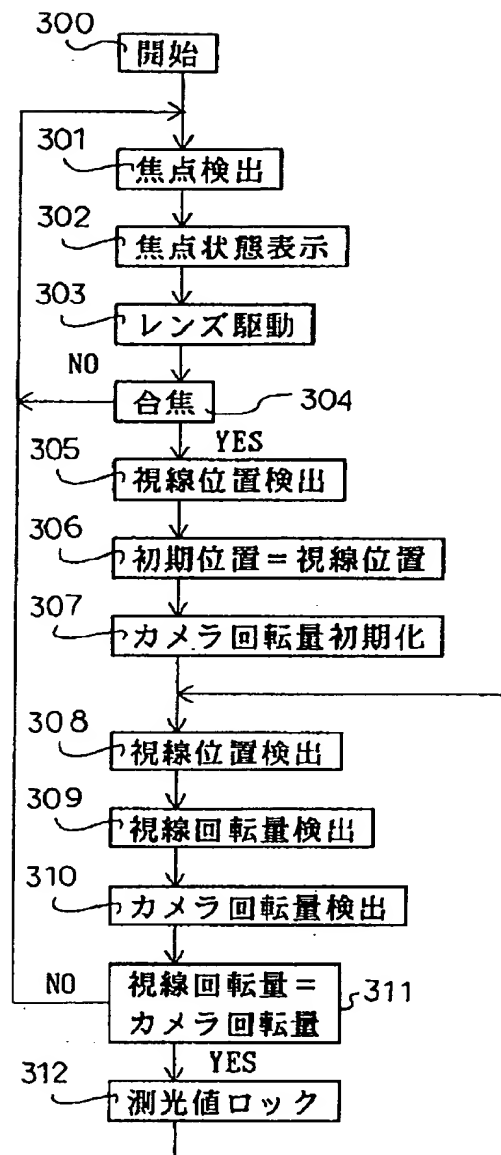 300
開始
301
焦点検出
302
焦点状態表示
303
レンズ駆動
NO
合焦
304
YES
305
視線位置検出
306
初期位置=視線位置
307
カメラ回転量初期化
308
視線位置検出
309
視線回転量検出
310
カメラ回転量検出
NO
視線回転量=
カメラ回転量
311
YES
312
測光値ロック